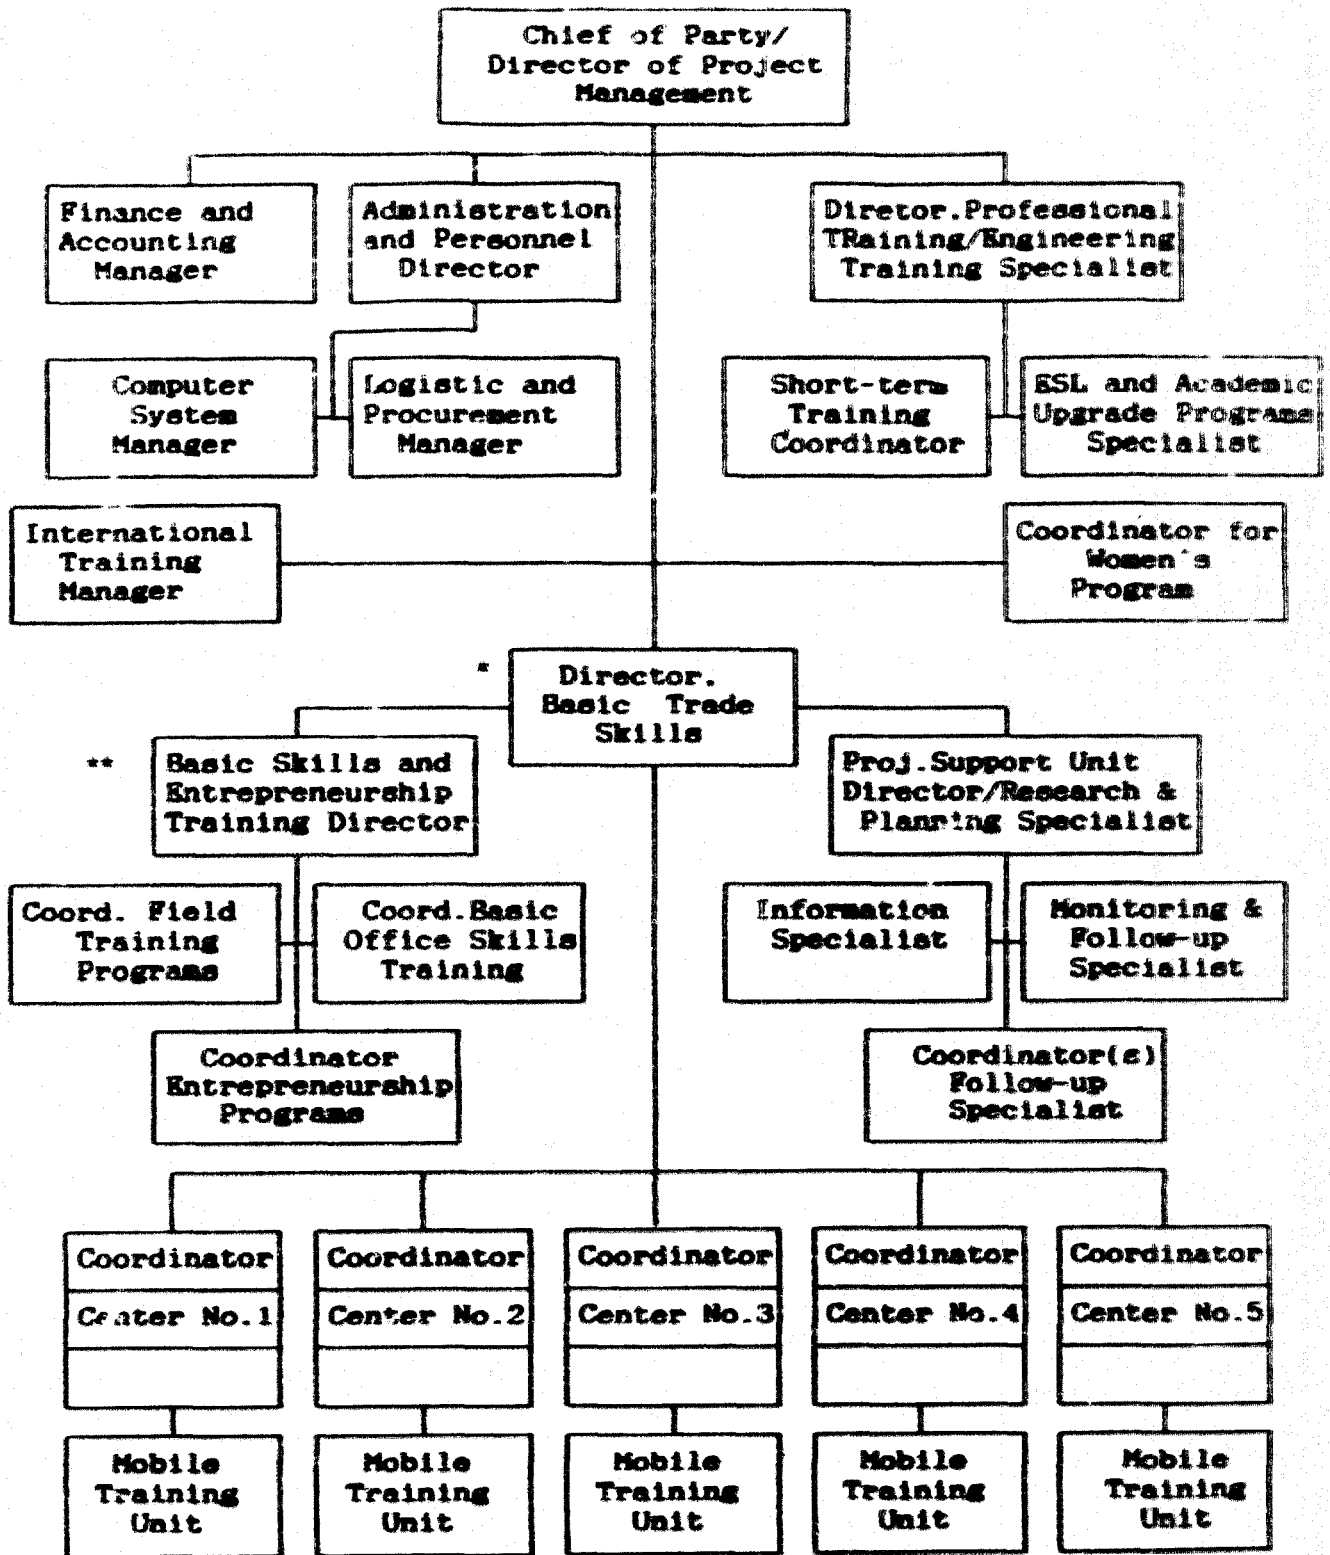 Chief of Party/
Director of Project
Management
Finance and
Accounting
Manager
Administration
and Personnel
Director
Diretor.Professional
TRaining/Engineering
Training Specialist
Computer
System
Manager
Logistic and
Procurement
Manager
Short-term
Training
Coordinator
ESL and Academic
Upgrade Programs
Specialist
International
Training
Manager
Coordinator for
Women's
Program
*
Director.
Basic Trade
Skills
**
Basic Skills and
Entrepreneurship
Training Director
Proj.Support Unit
Director/Research &
Planning Specialist
Coord. Field
Training
Programs
Coord.Basic
Office Skills
Training
Information
Specialist
Monitoring &
Follow-up
Specialist
Coordinator
Entrepreneurship
Programs
Coordinator(s)
Follow-up
Specialist
Coordinator
Center No.1
Coordinator
Center No.2
Coordinator
Center No.3
Coordinator
Center No.4
Coordinator
Center No.5
Mobile
Training
Unit
Mobile
Training
Unit
Mobile
Training
Unit
Mobile
Training
Unit
Mobile
Training
Unit